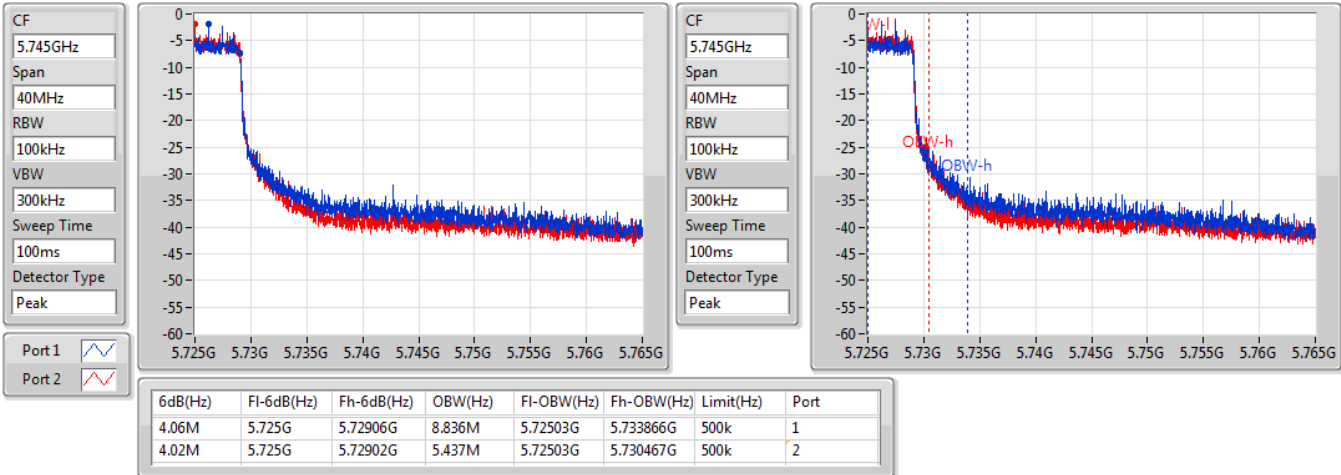 CF
5.745GHz
Span
40MHz
RBW
100kHz
VBW
300kHz
Sweep Time
100ms
Detector Type
Peak
Port 1
Port 2
0
-5
-10
-15
-20
-25
-30
-35
-40
-45
-50
-55
-60
5.725G 5.73G 5.735G 5.74G 5.745G 5.75G 5.755G 5.76G 5.765G
CF
5.745GHz
Span
40MHz
RBW
100kHz
VBW
300kHz
Sweep Time
100ms
Detector Type
Peak
0
-5
-10
-15
-20
-25
-30
-35
-40
-45
-50
-55
-60
OBW-h
OBW-h
5.725G 5.73G 5.735G 5.74G 5.745G 5.75G 5.755G 5.76G 5.765G
6dB(Hz) Fl-6dB(Hz) Fh-6dB(Hz) OBW(Hz) Fl-OBW(Hz) Fh-OBW(Hz) Limit(Hz) Port
4.06M 5.725G 5.72906G 8.836M 5.72503G 5.733866G 500k 1
4.02M 5.725G 5.72902G 5.437M 5.72503G 5.730467G 500k 2